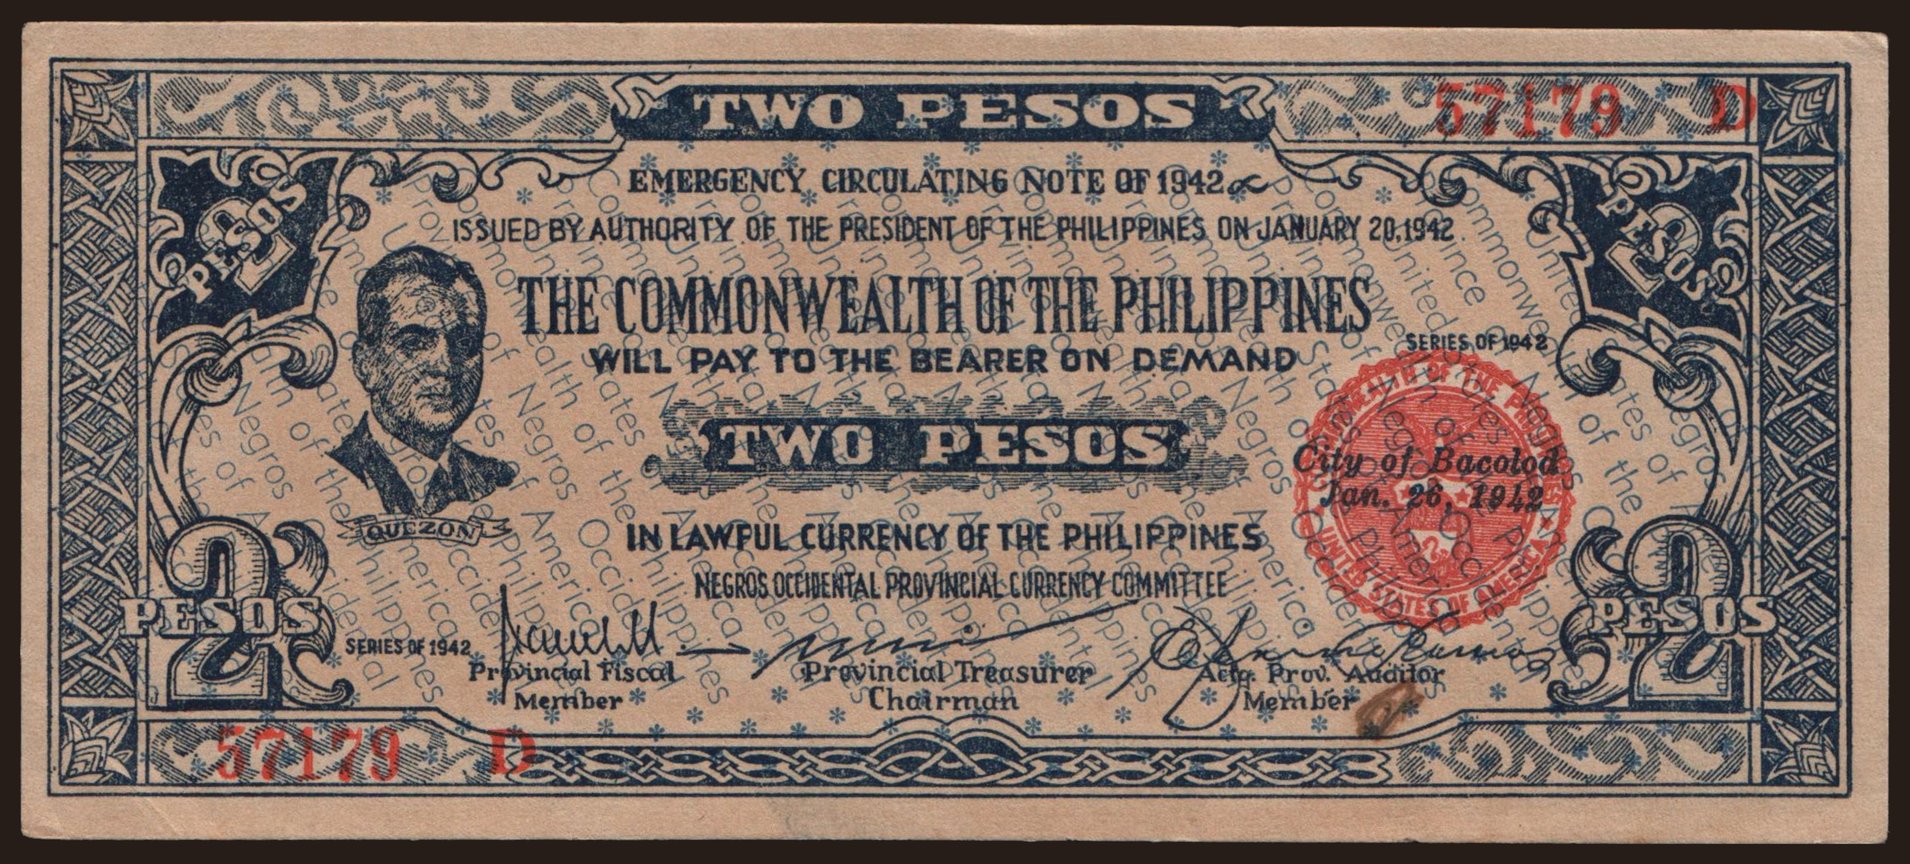 TWO PESOS
57179 D
2 PESOS
2 PESOS
EMERGENCY CIRCULATING NOTE OF 1942
ISSUED BY AUTHORITY OF THE PRESIDENT OF THE PHILIPPINES ON JANUARY 20, 1942
THE COMMONWEALTH OF THE PHILIPPINES
SERIES OF 1942
WILL PAY TO THE BEARER ON DEMAND
TWO PESOS
City of Bacolod
Jan. 26, 1942
UNITED STATES OF AMERICA
QUEZON
IN LAWFUL CURRENCY OF THE PHILIPPINES
NEGROS OCCIDENTAL PROVINCIAL CURRENCY COMMITTEE
2 PESOS
2 PESOS
SERIES OF 1942
Provincial Fiscal
Member
Provincial Treasurer
Chairman
Actg. Prov. Auditor
Member
57179 D